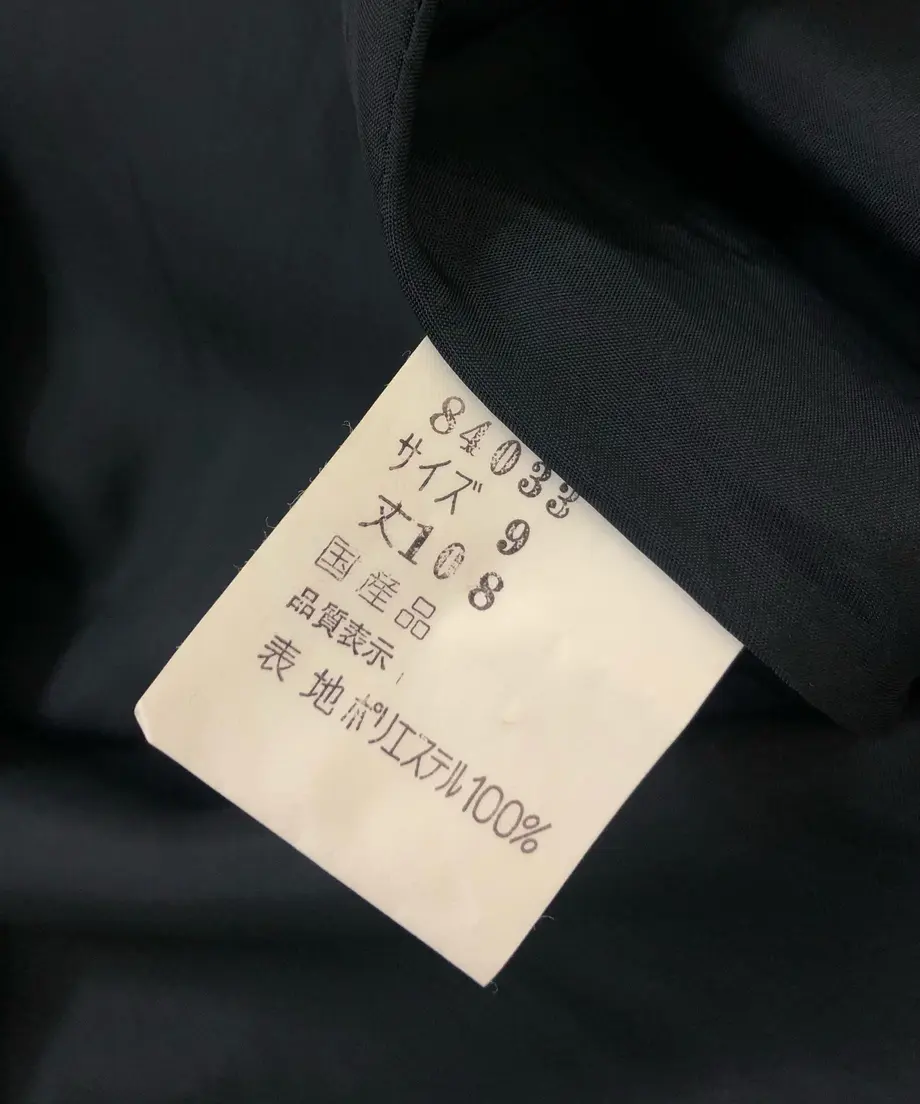 84033
サイズ 9
丈108
国産品
品質表示
表地ポリエステル100%